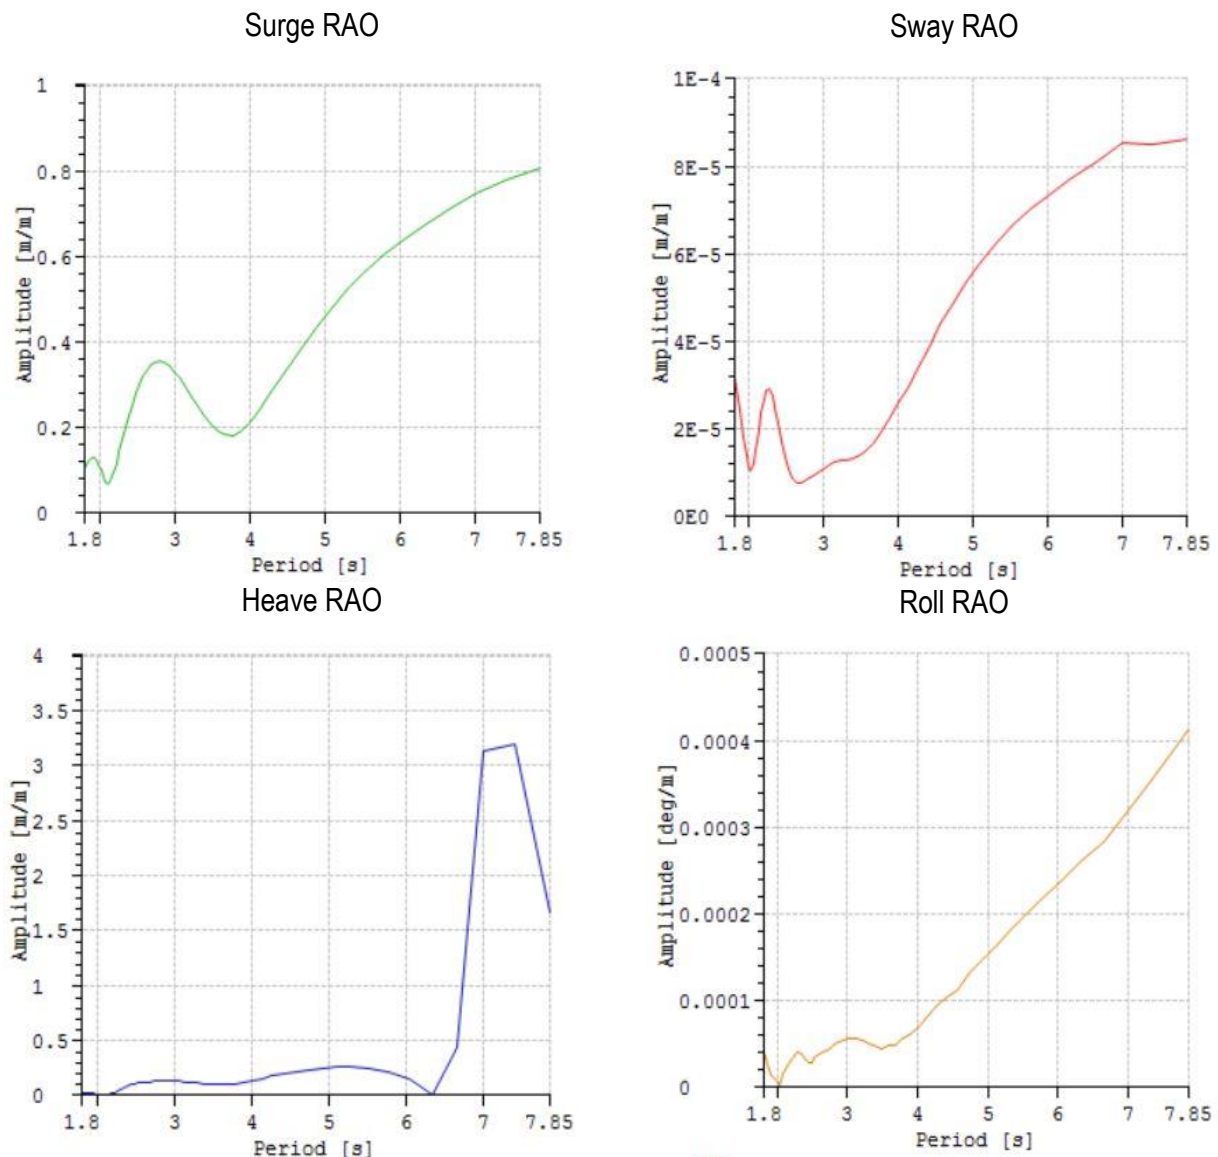 Surge RAO
1
0.8
0.6
0.4
0.2
0
Amplitude [m/m]
1.8 3 4 5 6 7 7.85
Period [s]
Sway RAO
1E-4
8E-5
6E-5
4E-5
2E-5
0E0
Amplitude [m/m]
1.8 3 4 5 6 7 7.85
Period [s]
Heave RAO
4
3.5
3
2.5
2
1.5
1
0.5
0
Amplitude [m/m]
1.8 3 4 5 6 7 7.85
Period [s]
Roll RAO
0.0005
0.0004
0.0003
0.0002
0.0001
0
Amplitude [deg/m]
1.8 3 4 5 6 7 7.85
Period [s]